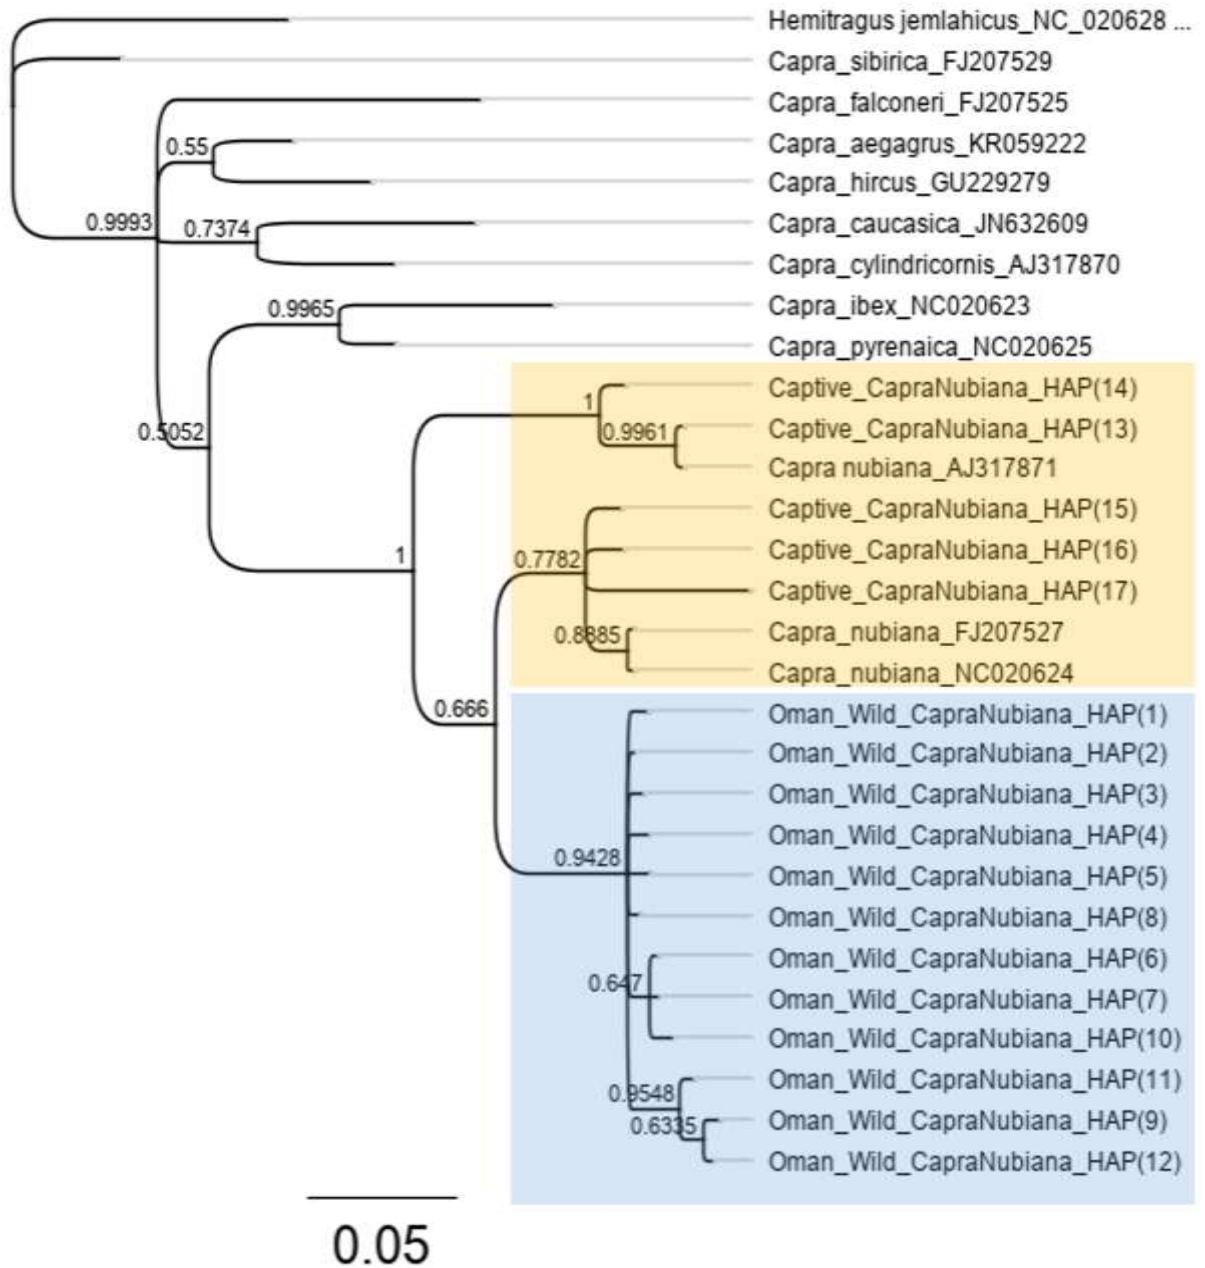 Hemitragus jemlahicus_NC_020628 ...
Capra_sibirica_FJ207529
Capra_falconeri_FJ207525
0.55
Capra_aegagrus_KR059222
Capra_hircus_GU229279
0.9993
0.7374
Capra_caucasica_JN632609
Capra_cylindricornis_AJ317870
0.9965
Capra_ibex_NC020623
Capra_pyrenaica_NC020625
0.5052
1
Captive_CapraNubiana_HAP(14)
0.9961
Captive_CapraNubiana_HAP(13)
Capra nubiana_AJ317871
Captive_CapraNubiana_HAP(15)
1
0.7782
Captive_CapraNubiana_HAP(16)
Captive_CapraNubiana_HAP(17)
0.8885
Capra_nubiana_FJ207527
Capra_nubiana_NC020624
0.666
Oman_Wild_CapraNubiana_HAP(1)
Oman_Wild_CapraNubiana_HAP(2)
Oman_Wild_CapraNubiana_HAP(3)
Oman_Wild_CapraNubiana_HAP(4)
0.9428
Oman_Wild_CapraNubiana_HAP(5)
Oman_Wild_CapraNubiana_HAP(8)
Oman_Wild_CapraNubiana_HAP(6)
0.647
Oman_Wild_CapraNubiana_HAP(7)
Oman_Wild_CapraNubiana_HAP(10)
0.9548
Oman_Wild_CapraNubiana_HAP(11)
0.6335
Oman_Wild_CapraNubiana_HAP(9)
Oman_Wild_CapraNubiana_HAP(12)
0.05